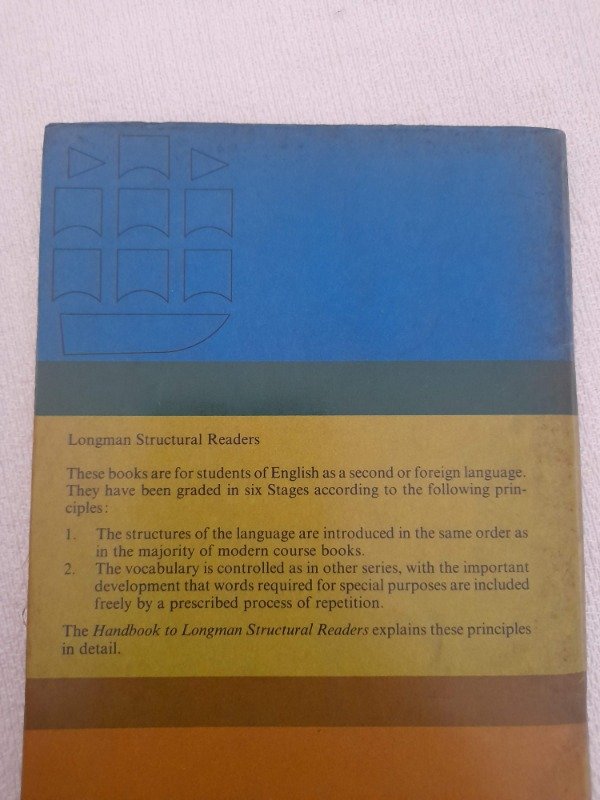 Longman Structural Readers
These books are for students of English as a second or foreign language.
They have been graded in six Stages according to the following prin-
ciples:
1. The structures of the language are introduced in the same order as
in the majority of modern course books.
2. The vocabulary is controlled as in other series, with the important
development that words required for special purposes are included
freely by a prescribed process of repetition.
The Handbook to Longman Structural Readers explains these principles
in detail.